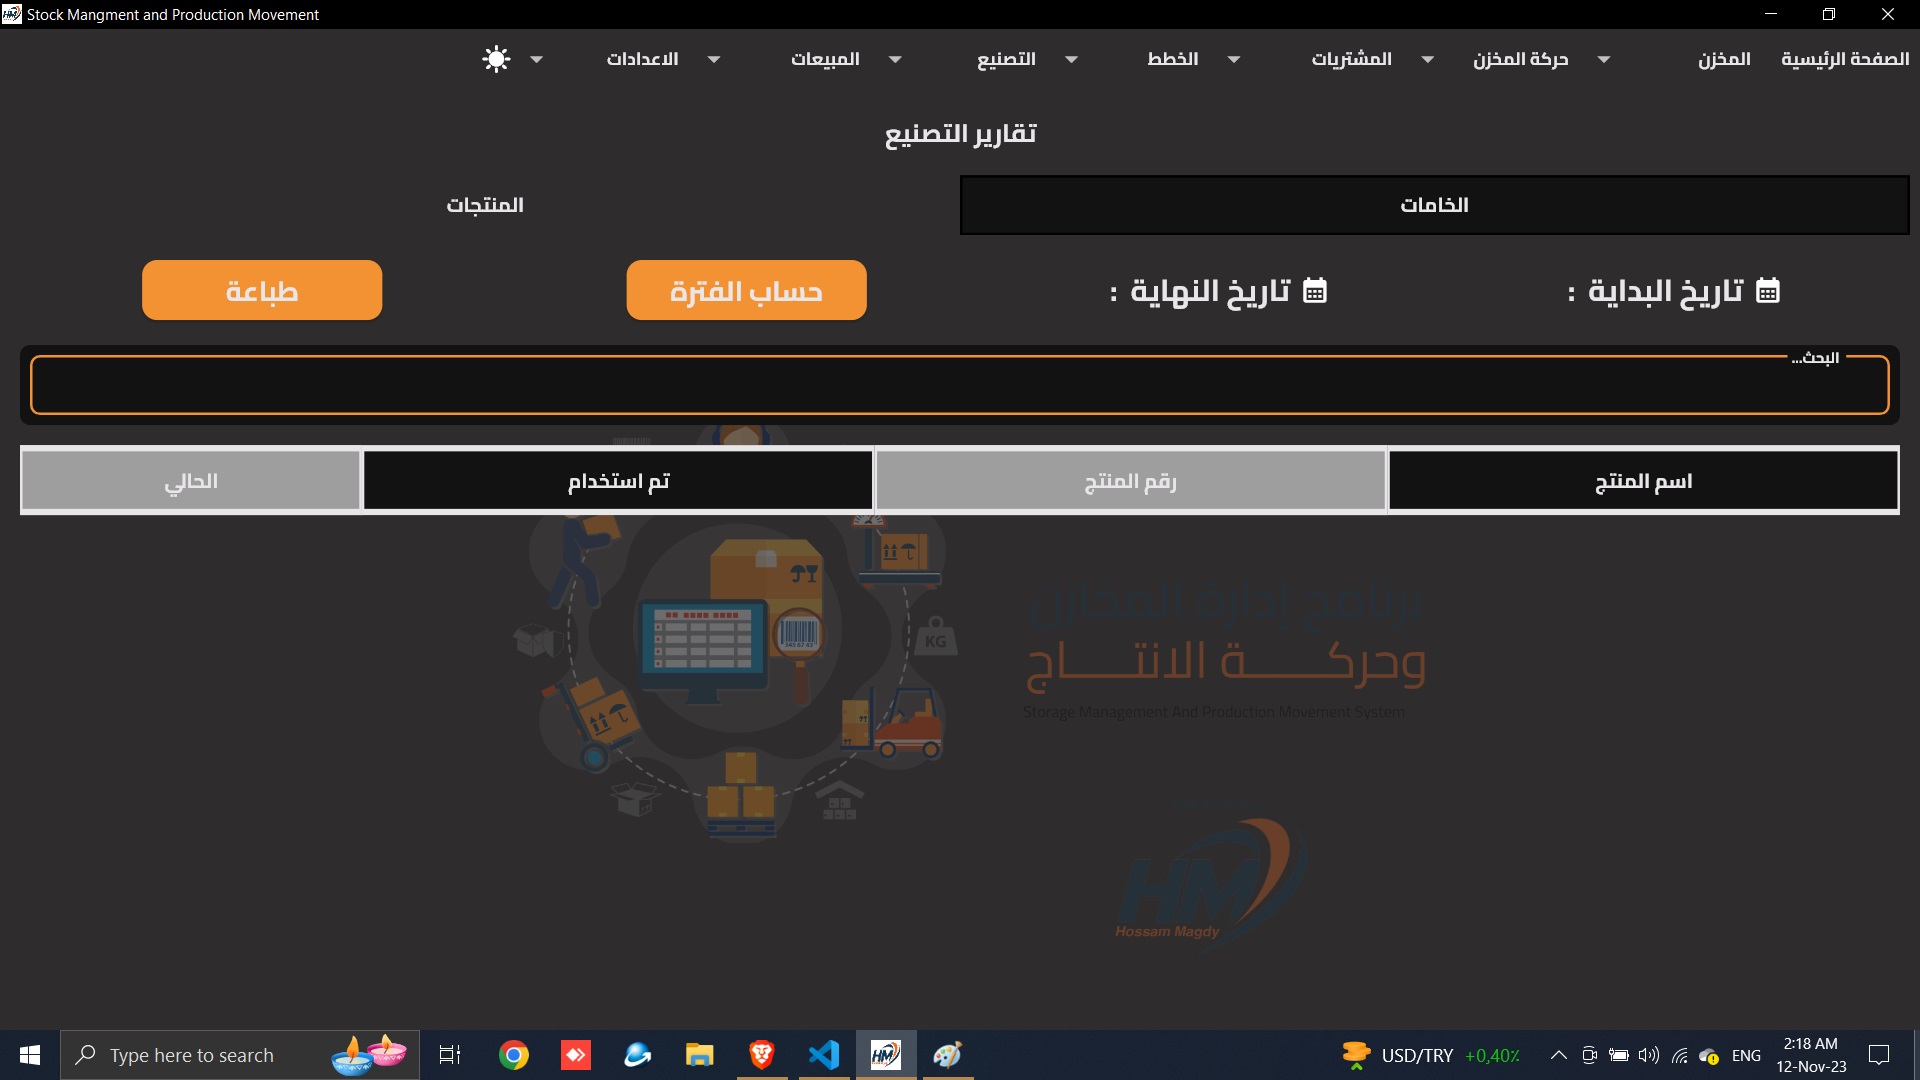 Stock Mangment and Production Movement
الصفحة الرئيسية
المخزن
حركة المخزن
المشتريات
الخطط
التصنيع
المبيعات
الاعدادات
تقارير التصنيع
الخامات
المنتجات
تاريخ البداية :
تاريخ النهاية :
حساب الفترة
طباعة
البحث...
اسم المنتج
رقم المنتج
تم استخدام
الحالي
برنامج إدارة المخازن
وحركة الانتاج
Storage Management And Production Movement System
KG
HM
Hossam Magdy
Type here to search
HM
USD/TRY +0,40%
ENG
2:18 AM
12-Nov-23